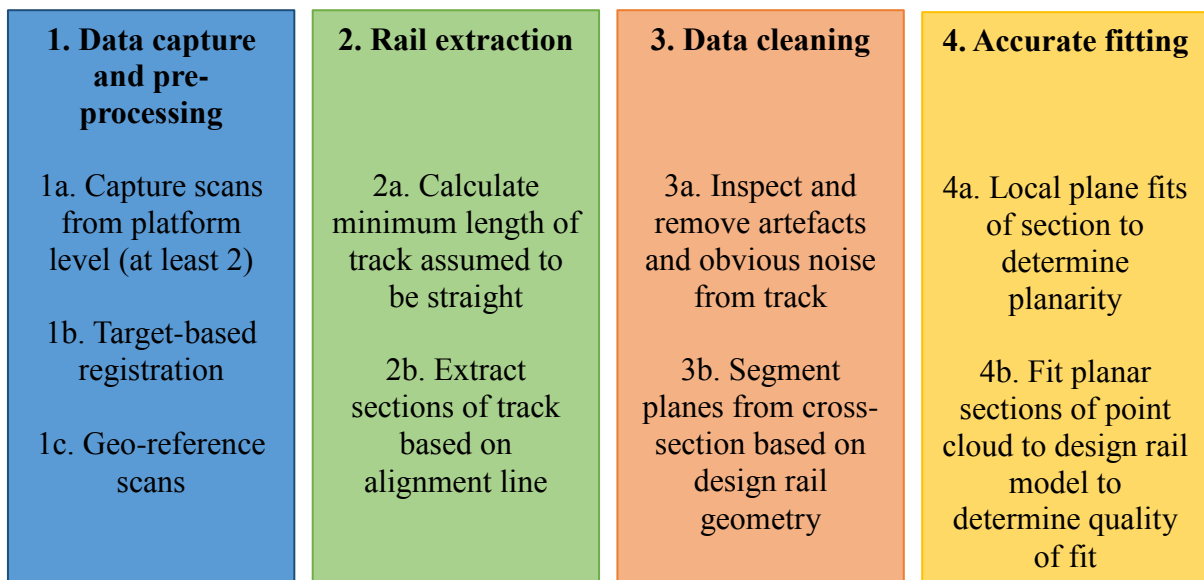 1. Data capture
and pre-
processing
1a. Capture scans
from platform
level (at least 2)
1b. Target-based
registration
1c. Geo-reference
scans
2. Rail extraction
2a. Calculate
minimum length of
track assumed to
be straight
2b. Extract
sections of track
based on
alignment line
3. Data cleaning
3a. Inspect and
remove artefacts
and obvious noise
from track
3b. Segment
planes from cross-
section based on
design rail
geometry
4. Accurate fitting
4a. Local plane fits
of section to
determine
planarity
4b. Fit planar
sections of point
cloud to design rail
model to
determine quality
of fit